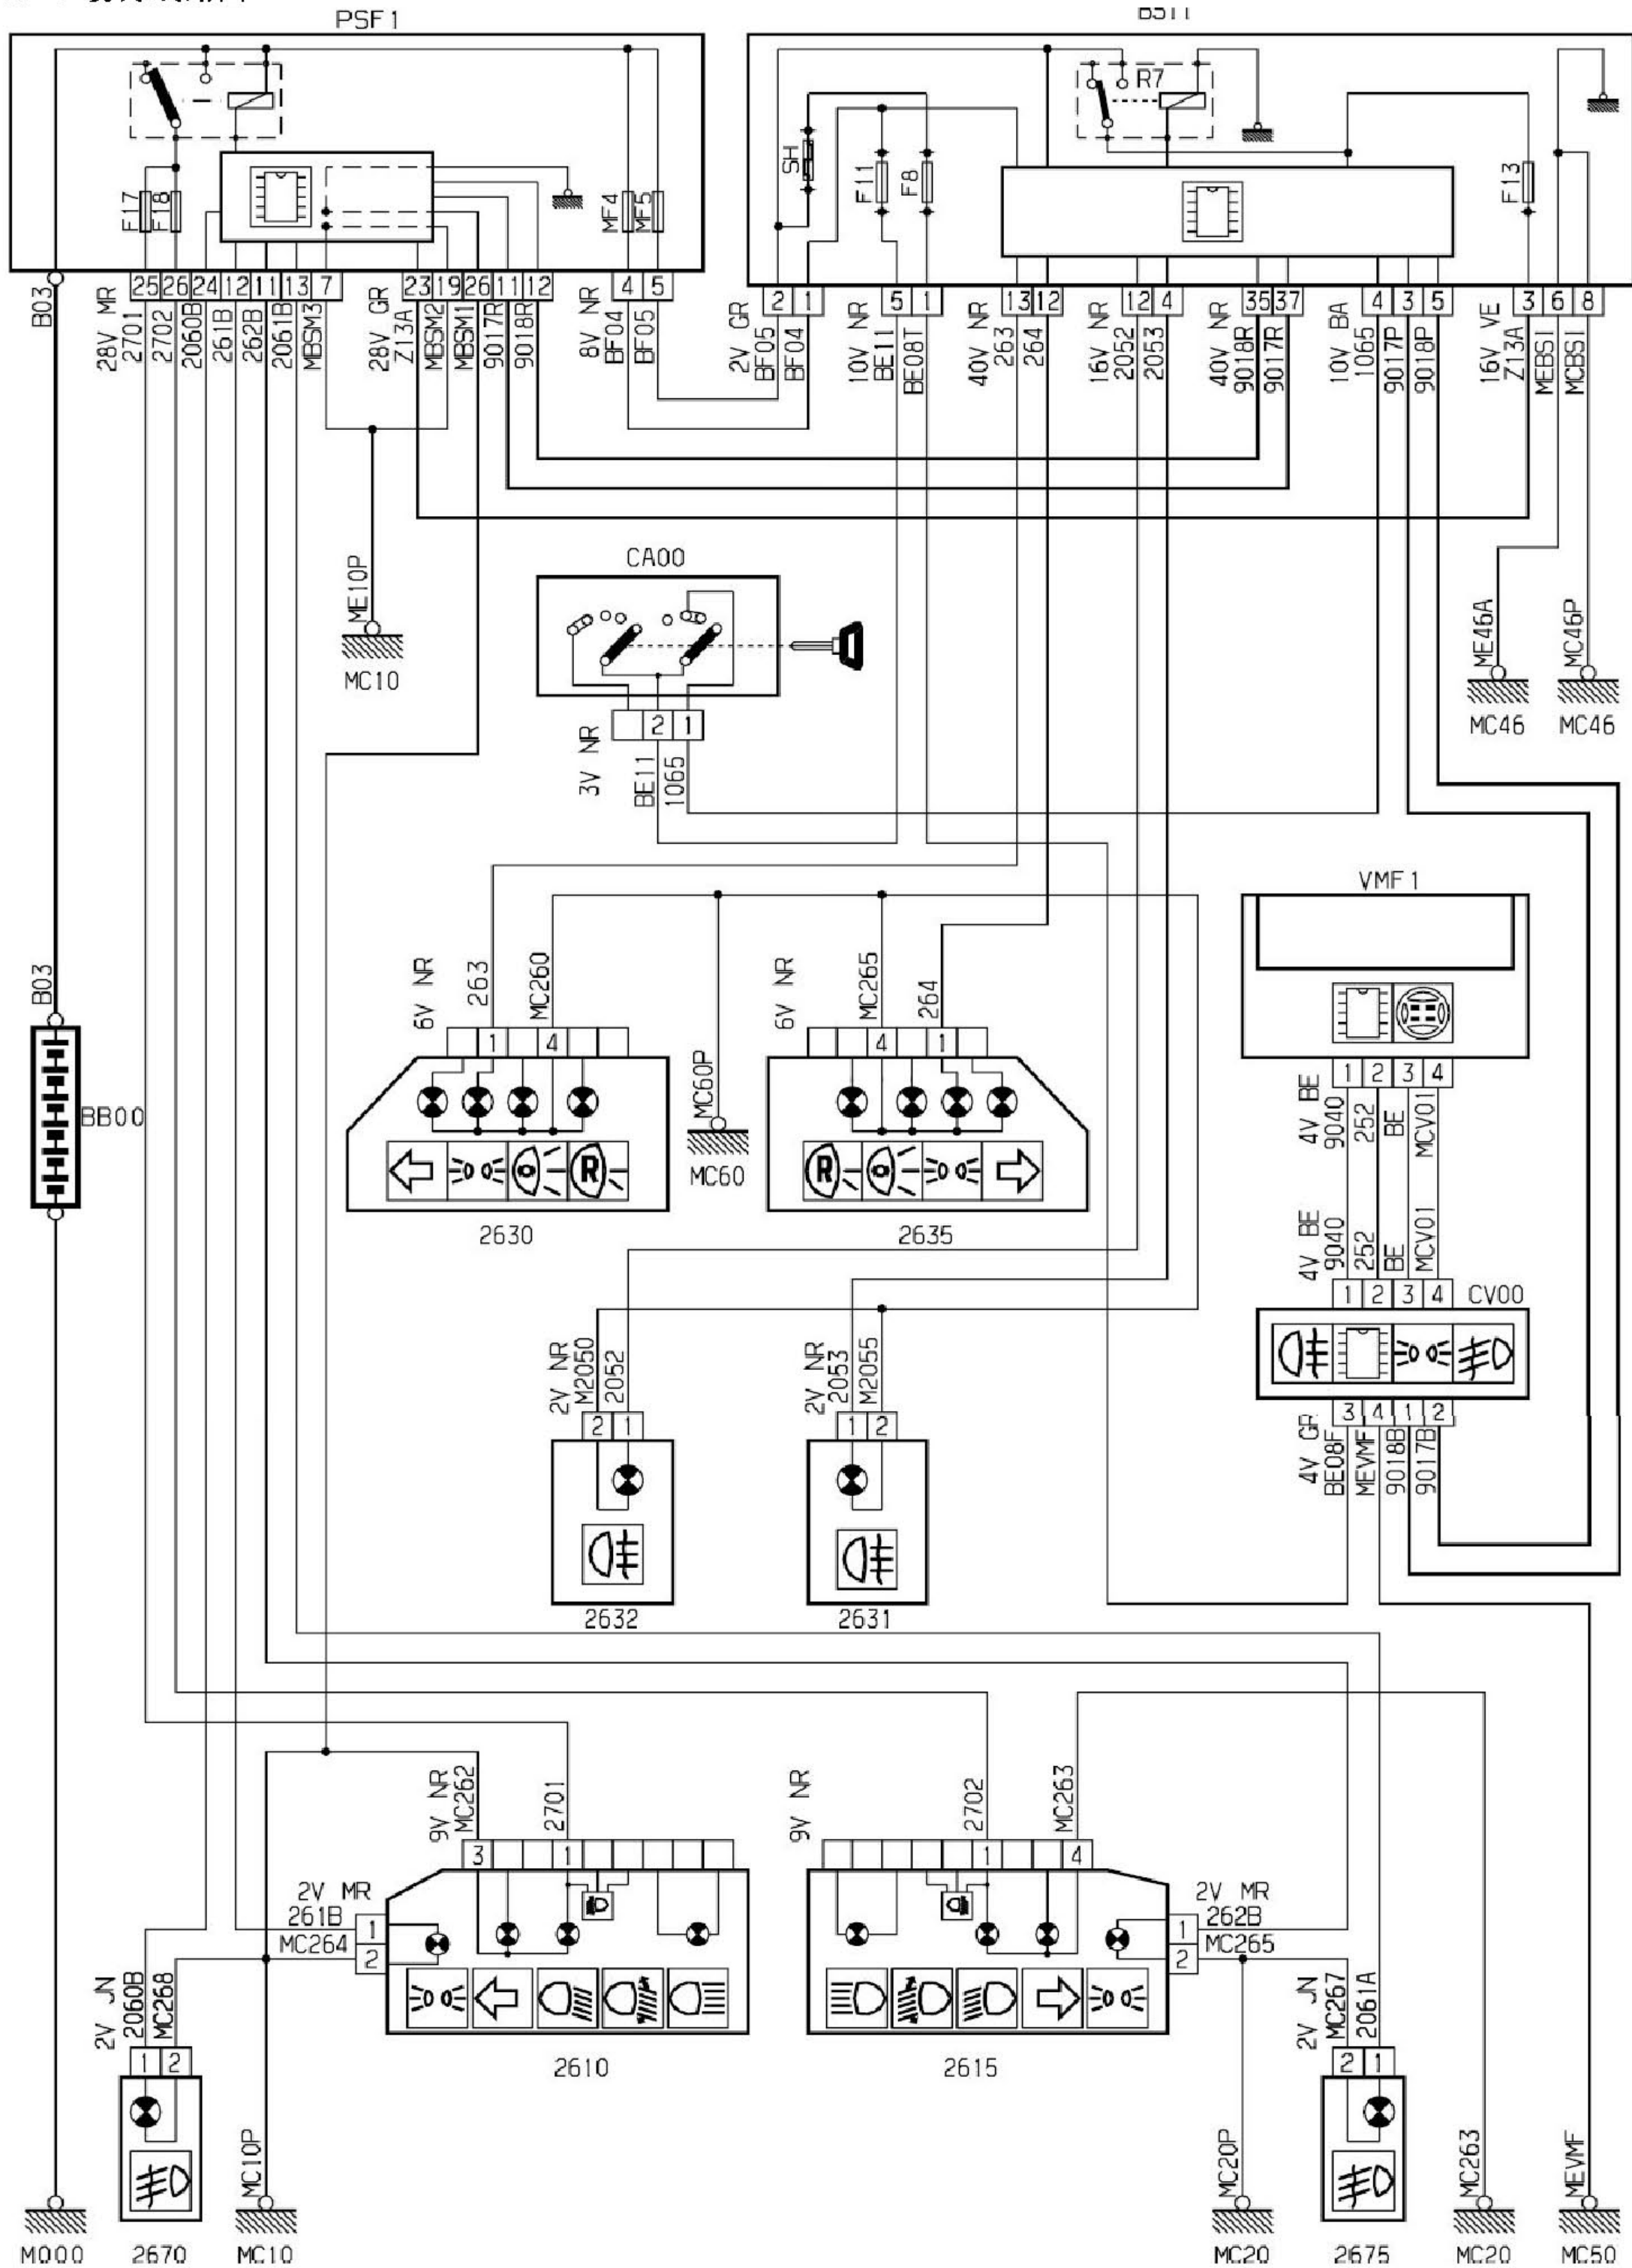 PSF1
R7
SH
F11
F8
F13
F17
F18
MF4
MF5
25 26 24 12 11 13 7
23 19 26 11 12
4 5
2 1
5 1
13 12
12 4
35 37
4 3 5
3 6 8
B03
28V MR
2701
2702
2060B
261B
262B
2061B
MBSM3
28V GR
Z13A
MBSM2
MBSM1
9017R
9018R
8V NR
BF04
BF05
2V GR
BF05
BF04
10V NR
BE11
BE08T
40V NR
263
264
16V NR
2052
2053
40V NR
9018R
9017R
10V BA
1065
9017P
9018P
16V VE
Z13A
MEBSI
MCBSI
CA00
ME10P
MC10
2 1
3V NR
BE11
1065
ME46A
MC46P
MC46
MC46
VMF1
B03
BB00
6V NR
263
MC260
1 4
MC60P
MC60
6V NR
MC265
264
4 1
R
R
2630
2635
1 2 3 4
4V BE
9040
252
BE
MCV01
4V BE
9040
252
BE
MCV01
1 2 3 4
CV00
3 4 1 2
4V GR
BE08F
MEVMF
9018B
9017B
2V NR
M2050
2052
2 1
2632
2V NR
2053
M2055
1 2
2631
9V NR
MC262
2701
3 1
9V NR
2702
MC263
1 4
2V MR
261B
MC264
1
2
2V MR
262B
MC265
1
2
2610
2615
2V JN
2060B
MC268
1 2
2V JN
MC267
2061A
2 1
MC10P
MC20P
MC263
MEVMF
M000
2670
MC10
MC20
2675
MC20
MC50